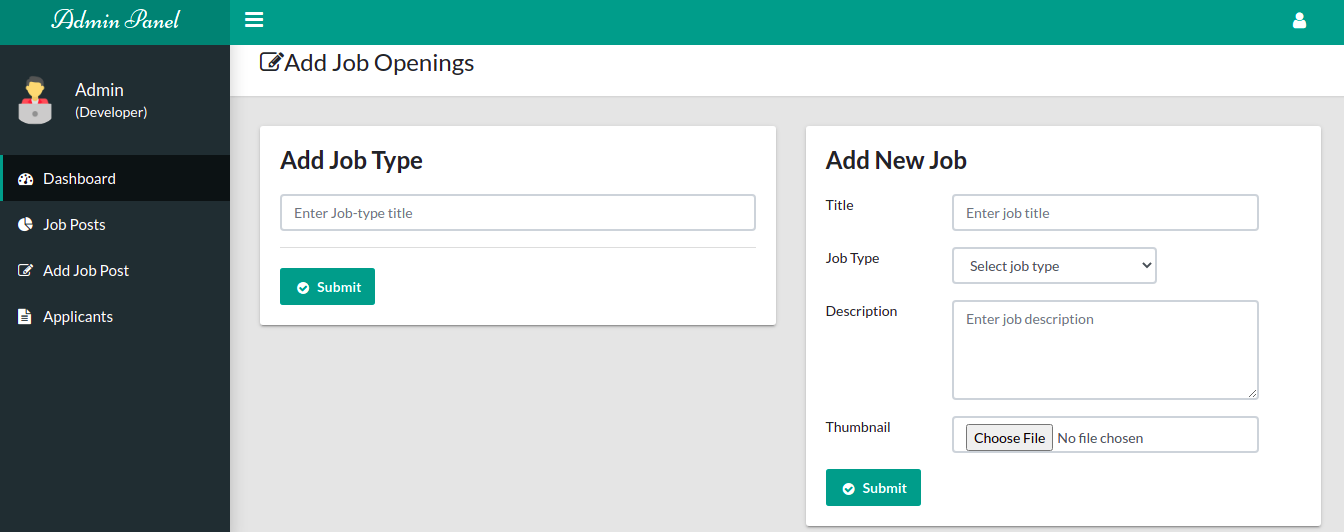 Admin Panel
Add Job Openings
Admin
(Developer)
Dashboard
Job Posts
Add Job Post
Applicants
Add Job Type
Enter Job-type title
Submit
Add New Job
Title
Enter job title
Job Type
Select job type
Description
Enter job description
Thumbnail
Choose File No file chosen
Submit